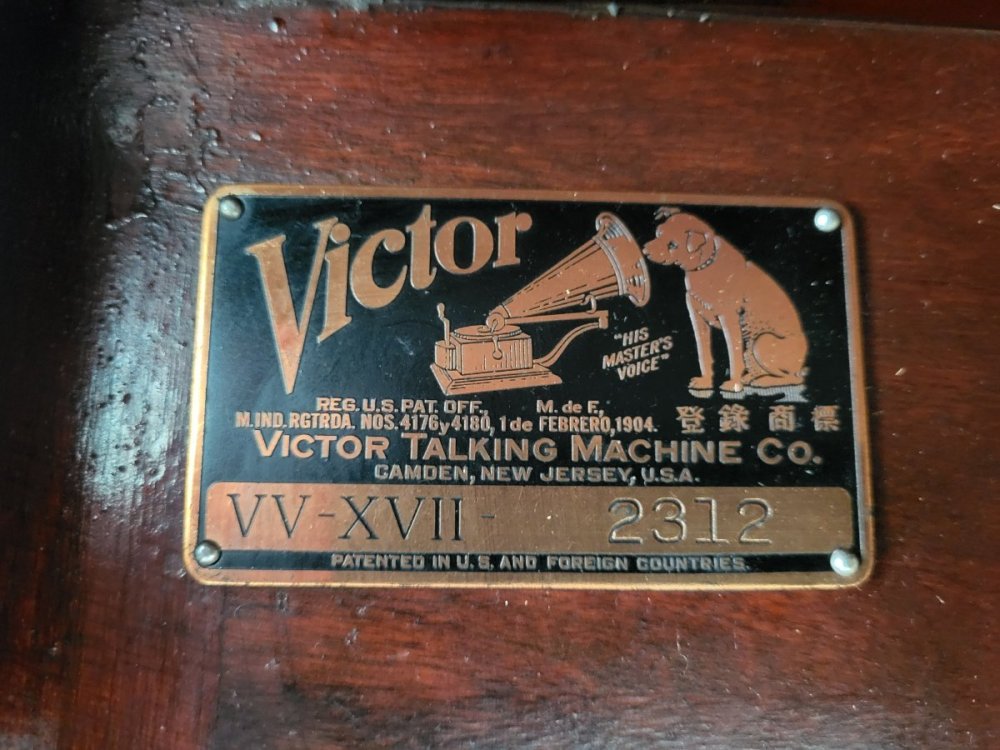 Victor
"HIS
MASTER'S
VOICE"
REG. U.S. PAT. OFF., M. de F.,
M. IND. RGTRDA. NOS. 4176 y 4180, 1 de FEBRERO, 1904. 登錄商標
VICTOR TALKING MACHINE CO.
CAMDEN, NEW JERSEY, U.S.A.
VV-XVII- 2312
PATENTED IN U.S. AND FOREIGN COUNTRIES.